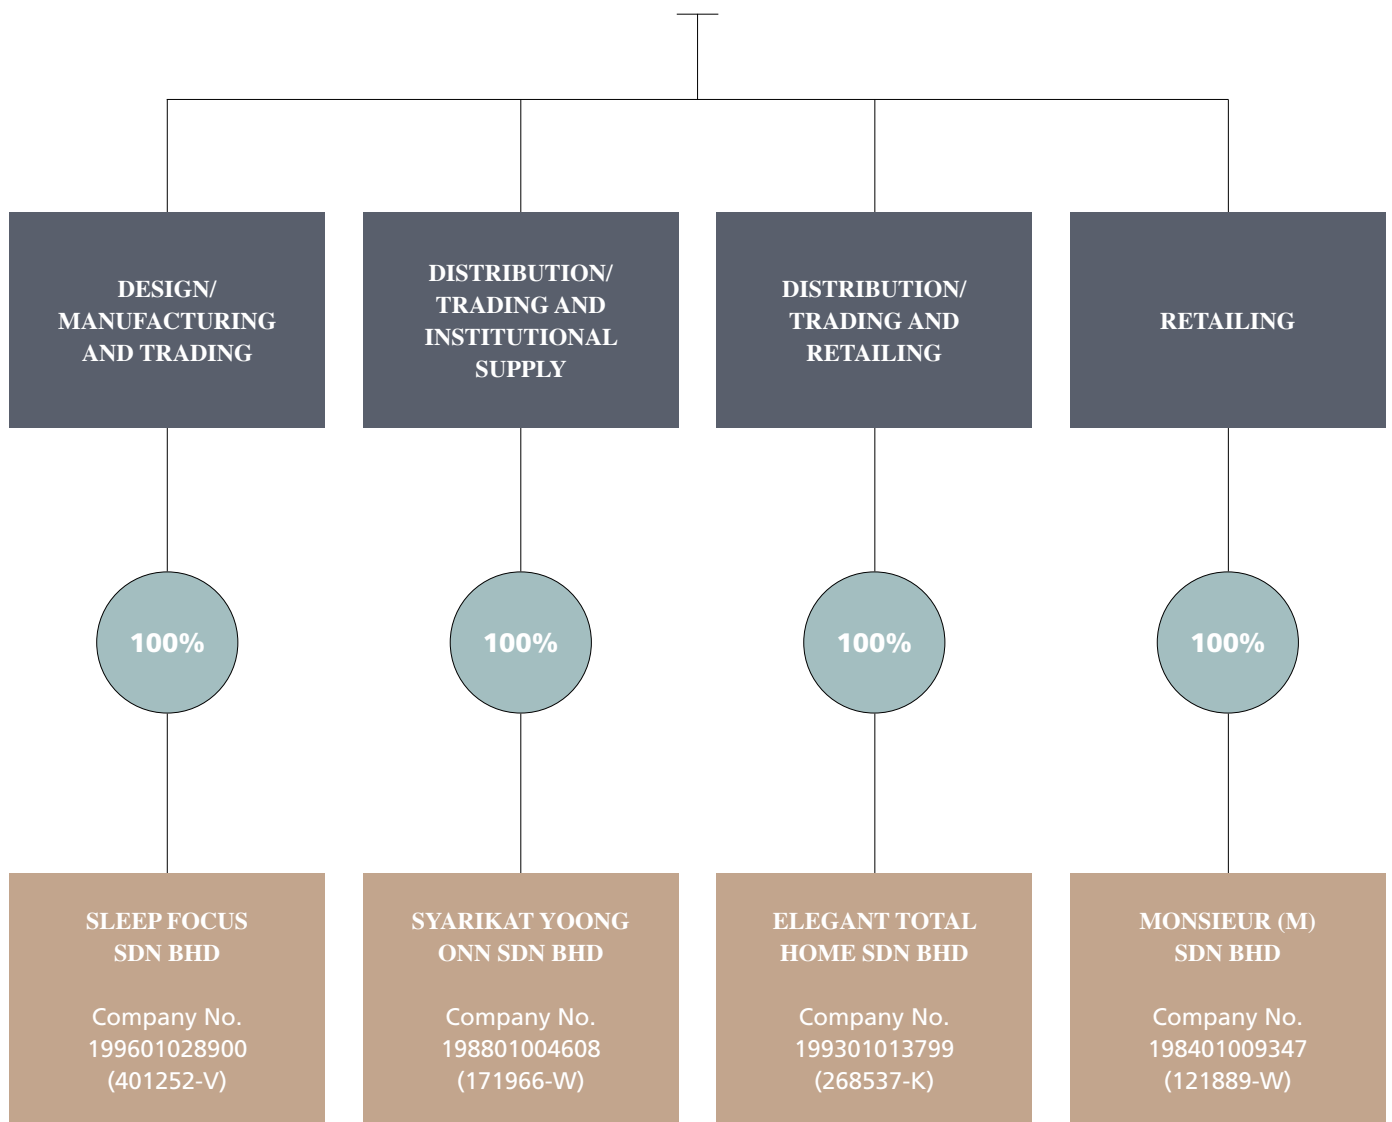 DESIGN/
MANUFACTURING
AND TRADING
DISTRIBUTION/
TRADING AND
INSTITUTIONAL
SUPPLY
DISTRIBUTION/
TRADING AND
RETAILING
RETAILING
100%
100%
100%
100%
SLEEP FOCUS
SDN BHD
Company No.
199601028900
(401252-V)
SYARIKAT YOONG
ONN SDN BHD
Company No.
198801004608
(171966-W)
ELEGANT TOTAL
HOME SDN BHD
Company No.
199301013799
(268537-K)
MONSIEUR (M)
SDN BHD
Company No.
198401009347
(121889-W)